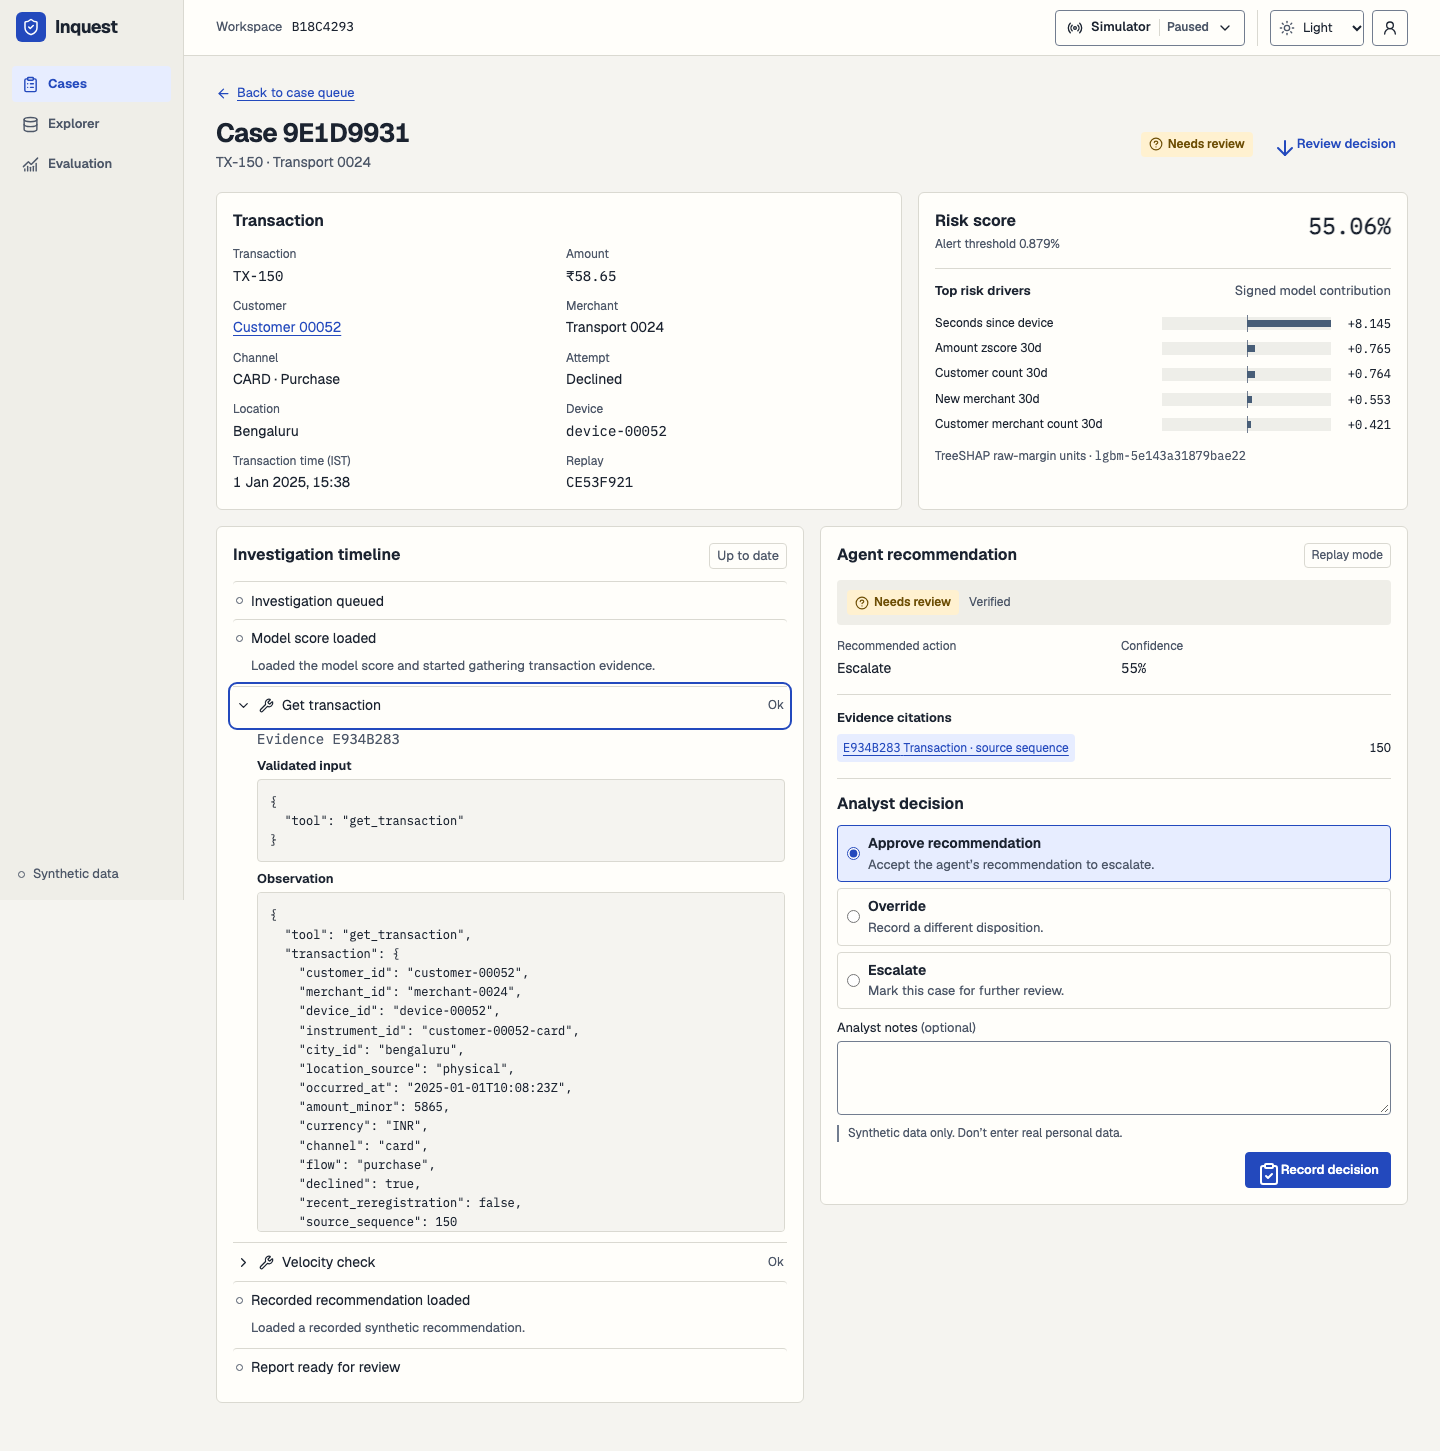 Inquest
Workspace B18C4293
Simulator Paused
Light
Cases
Explorer
Evaluation
Synthetic data
Back to case queue
Case 9E1D9931
TX-150 · Transport 0024
Needs review
Review decision
Transaction
Transaction
TX-150
Amount
₹58.65
Customer
Customer 00052
Merchant
Transport 0024
Channel
CARD · Purchase
Attempt
Declined
Location
Bengaluru
Device
device-00052
Transaction time (IST)
1 Jan 2025, 15:38
Replay
CE53F921
Risk score
55.06%
Alert threshold 0.879%
Top risk drivers
Signed model contribution
Seconds since device +8.145
Amount zscore 30d +0.765
Customer count 30d +0.764
New merchant 30d +0.553
Customer merchant count 30d +0.421
TreeSHAP raw-margin units · lgbm-5e143a31879bae22
Investigation timeline
Up to date
Investigation queued
Model score loaded
Loaded the model score and started gathering transaction evidence.
Get transaction Ok
Evidence E934B283
Validated input
{
"tool": "get_transaction"
}
Observation
{
"tool": "get_transaction",
"transaction": {
"customer_id": "customer-00052",
"merchant_id": "merchant-0024",
"device_id": "device-00052",
"instrument_id": "customer-00052-card",
"city_id": "bengaluru",
"location_source": "physical",
"occurred_at": "2025-01-01T10:08:23Z",
"amount_minor": 5865,
"currency": "INR",
"channel": "card",
"flow": "purchase",
"declined": true,
"recent_reregistration": false,
"source_sequence": 150
Velocity check Ok
Recorded recommendation loaded
Loaded a recorded synthetic recommendation.
Report ready for review
Agent recommendation
Replay mode
Needs review Verified
Recommended action
Escalate
Confidence
55%
Evidence citations
E934B283 Transaction · source sequence 150
Analyst decision
Approve recommendation
Accept the agent's recommendation to escalate.
Override
Record a different disposition.
Escalate
Mark this case for further review.
Analyst notes (optional)
Synthetic data only. Don't enter real personal data.
Record decision